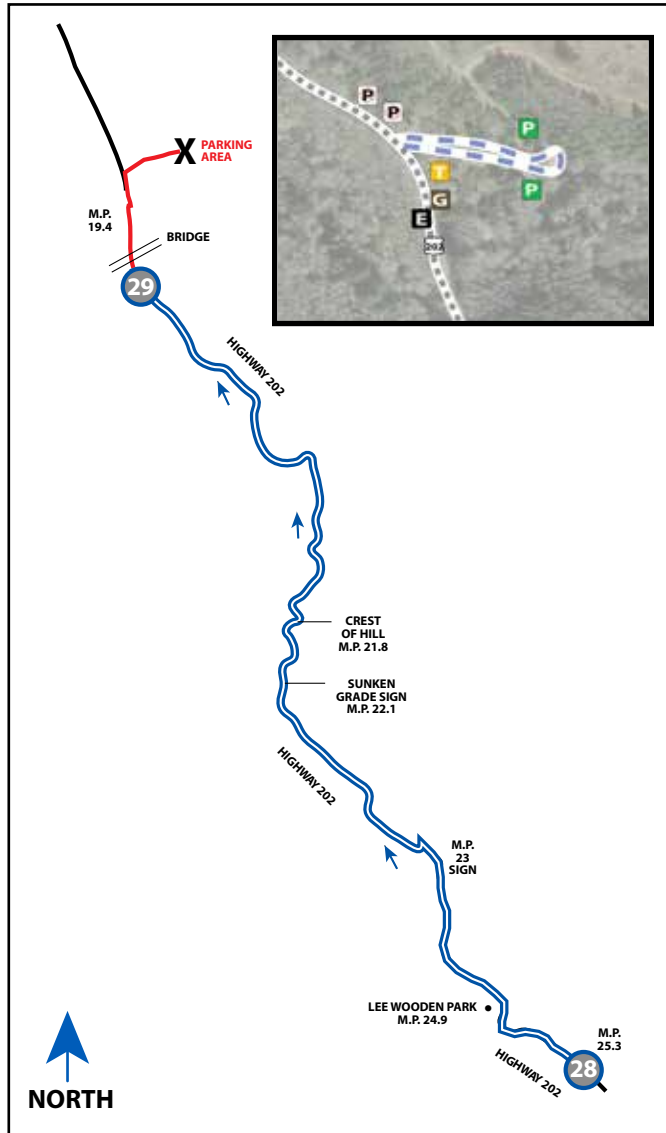 P
P
P
P
T
G
E
202
X
PARKING
AREA
M.P.
19.4
BRIDGE
29
HIGHWAY 202
CREST
OF HILL
M.P. 21.8
SUNKEN
GRADE SIGN
M.P. 22.1
HIGHWAY 202
M.P.
23
SIGN
LEE WOODEN PARK
M.P. 24.9
M.P.
25.3
28
HIGHWAY 202
NORTH